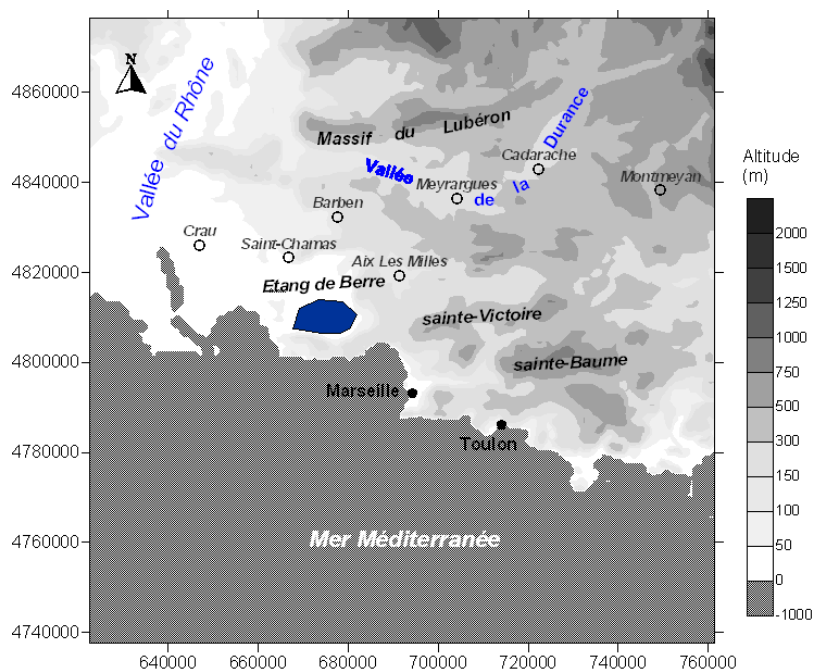 N
Vallée du Rhône
Massif du Lubéron
Durance
Cadarache
Vallée
Meyrargues
de la
Montmeyan
Barben
Crau
Saint-Chamas
Aix Les Milles
Etang de Berre
sainte-Victoire
sainte-Baume
Marseille
Toulon
Mer Méditerranée
4860000
4840000
4820000
4800000
4780000
4760000
4740000
640000 660000 680000 700000 720000 740000 760000
Altitude
(m)
2000
1500
1250
1000
750
500
300
150
100
50
0
-1000